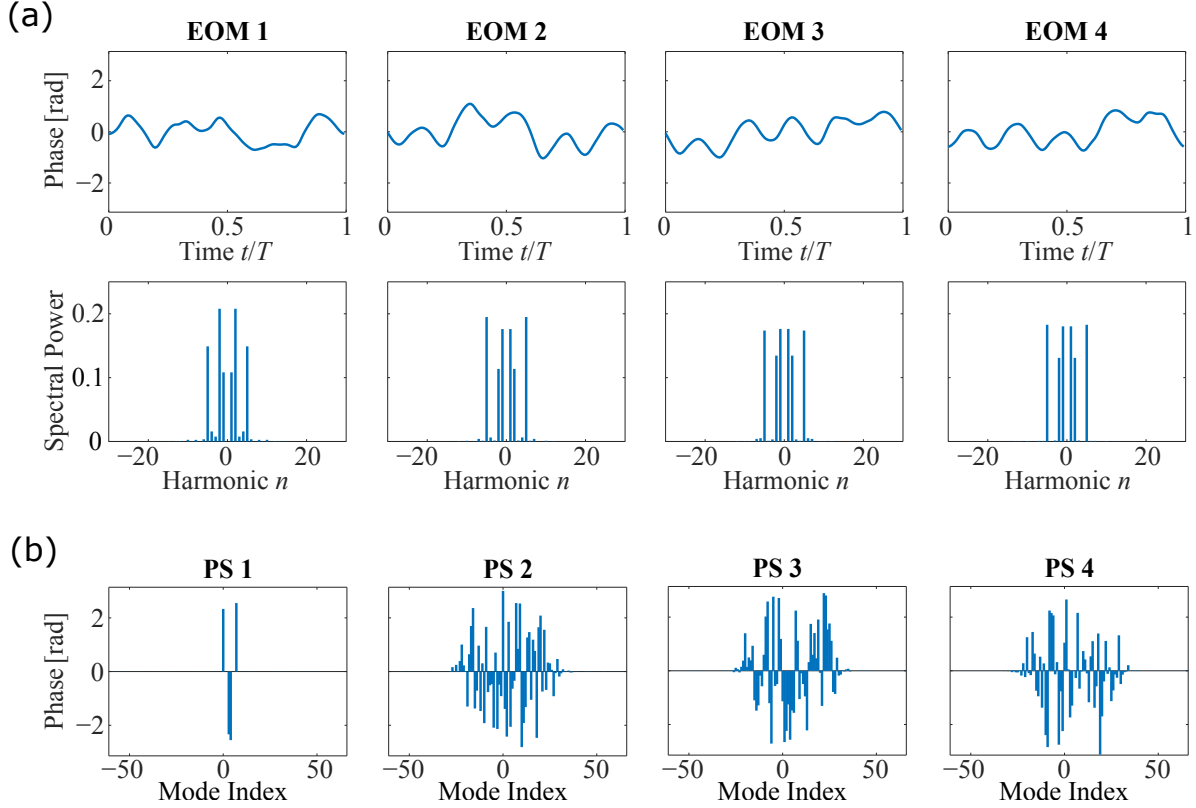 (a)
EOM 1 EOM 2 EOM 3 EOM 4
Phase [rad]
2
0
−2
0 0.5 1 0 0.5 1 0 0.5 1 0 0.5 1
Time t/T Time t/T Time t/T Time t/T
Spectral Power
0.2
0.1
0
−20 0 20 −20 0 20 −20 0 20 −20 0 20
Harmonic n Harmonic n Harmonic n Harmonic n
(b)
PS 1 PS 2 PS 3 PS 4
Phase [rad]
2
0
−2
−50 0 50 −50 0 50 −50 0 50 −50 0 50
Mode Index Mode Index Mode Index Mode Index